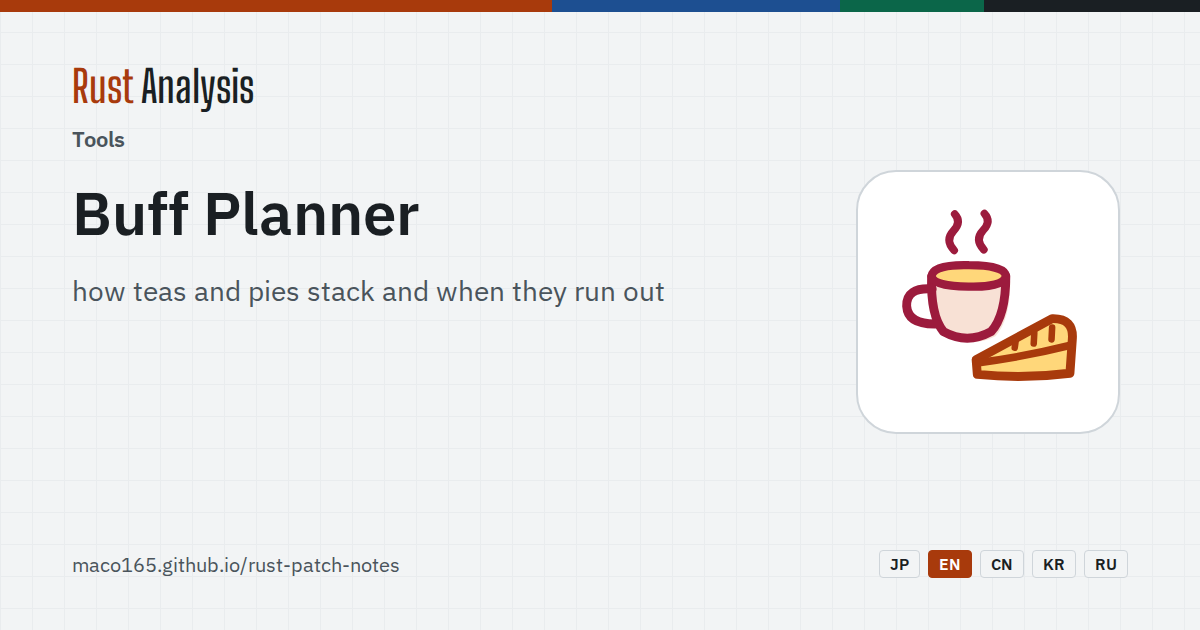 Rust Analysis
Tools
Buff Planner
how teas and pies stack and when they run out
maco165.github.io/rust-patch-notes
JP EN CN KR RU